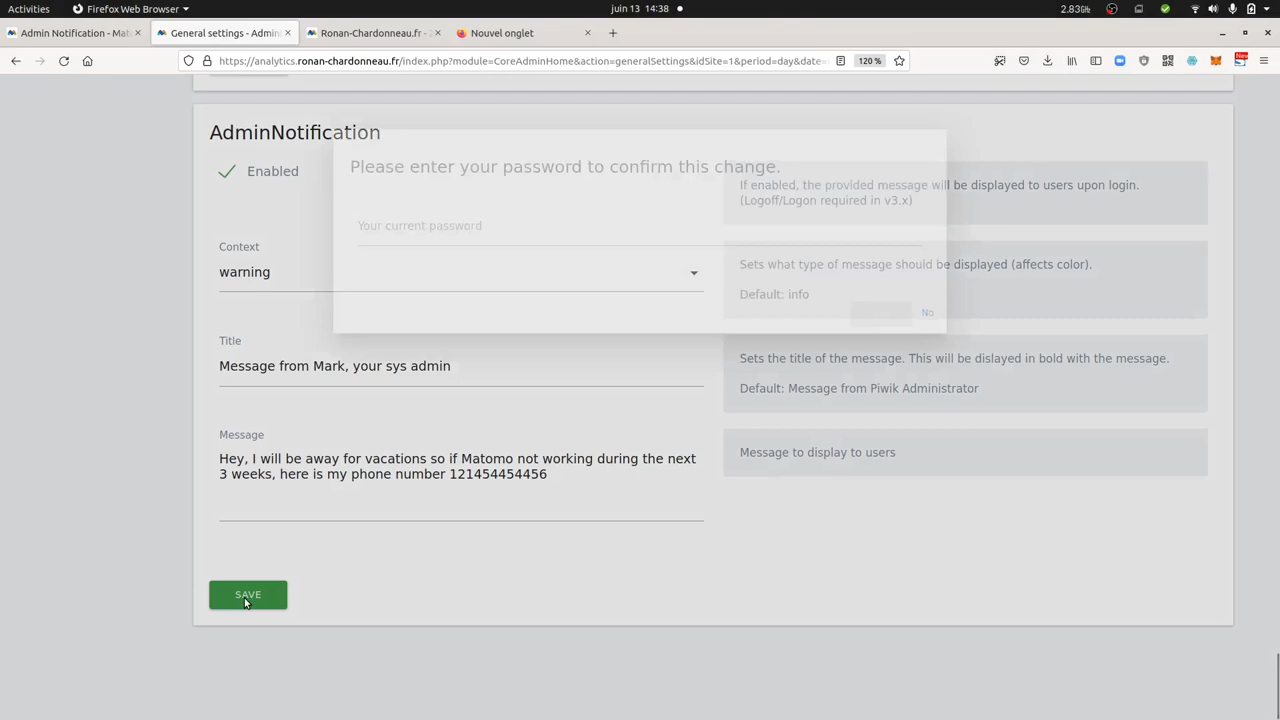 Activities
Firefox Web Browser
juin 13 14:38
2.83
Admin Notification - Mat
General settings - Admin
Ronan-Chardonneau.fr -
Nouvel onglet
https://analytics.ronan-chardonneau.fr/index.php?module=CoreAdminHome&action=generalSettings&idSite=1&period=day&date=
120 %
New
AdminNotification
Please enter your password to confirm this change.
Enabled
If enabled, the provided message will be displayed to users upon login.
(Logoff/Logon required in v3.x)
Your current password
Context
warning
Sets what type of message should be displayed (affects color).
Default: info
No
Title
Message from Mark, your sys admin
Sets the title of the message. This will be dislayed in bold with the message.
Default: Message from Piwik Administrator
Message
Hey, I will be away for vacations so if Matomo not working during the next
3 weeks, here is my phone number 121454454456
Message to display to users
SAVE